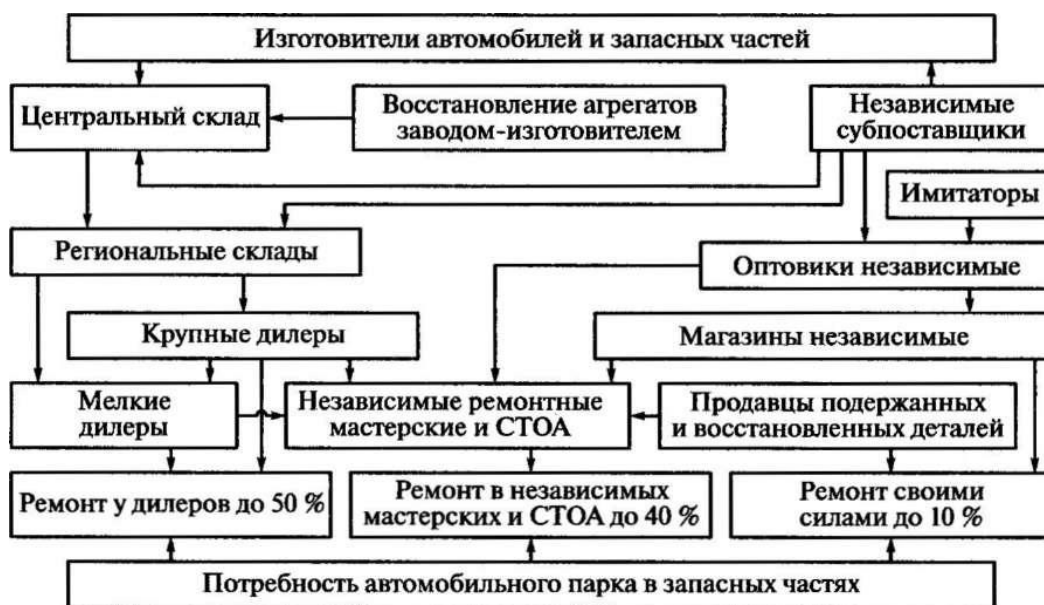 Изготовители автомобилей и запасных частей
Центральный склад
Восстановление агрегатов
заводом-изготовителем
Независимые
субпоставщики
Имитаторы
Региональные склады
Оптовики независимые
Крупные дилеры
Магазины независимые
Мелкие
дилеры
Независимые ремонтные
мастерские и СТОА
Продавцы подержанных
и восстановленных деталей
Ремонт у дилеров до 50 %
Ремонт в независимых
мастерских и СТОА до 40 %
Ремонт своими
силами до 10 %
Потребность автомобильного парка в запасных частях